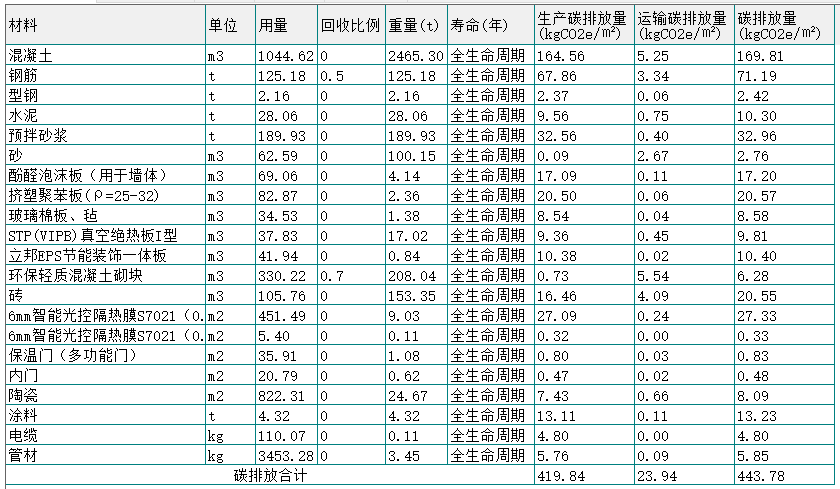 材料 单位 用量 回收比例 重量(t) 寿命(年) 生产碳排放量(kgCO2e/㎡) 运输碳排放量(kgCO2e/㎡) 碳排放量(kgCO2e/㎡)
混凝土 m3 1044.62 0 2465.30 全生命周期 164.56 5.25 169.81
钢筋 t 125.18 0.5 125.18 全生命周期 67.86 3.34 71.19
型钢 t 2.16 0 2.16 全生命周期 2.37 0.06 2.42
水泥 t 28.06 0 28.06 全生命周期 9.56 0.75 10.30
预拌砂浆 t 189.93 0 189.93 全生命周期 32.56 0.40 32.96
砂 m3 62.59 0 100.15 全生命周期 0.09 2.67 2.76
酚醛泡沫板（用于墙体） m3 69.06 0 4.14 全生命周期 17.09 0.11 17.20
挤塑聚苯板(ρ=25-32) m3 82.87 0 2.36 全生命周期 20.50 0.06 20.57
玻璃棉板、毡 m3 34.53 0 1.38 全生命周期 8.54 0.04 8.58
STP(VIPB)真空绝热板I型 m3 37.83 0 17.02 全生命周期 9.36 0.45 9.81
立邦EPS节能装饰一体板 m3 41.94 0 0.84 全生命周期 10.38 0.02 10.40
环保轻质混凝土砌块 m3 330.22 0.7 208.04 全生命周期 0.73 5.54 6.28
砖 m3 105.76 0 153.35 全生命周期 16.46 4.09 20.55
6mm智能光控隔热膜S7021（0. m2 451.49 0 9.03 全生命周期 27.09 0.24 27.33
6mm智能光控隔热膜S7021（0. m2 5.40 0 0.11 全生命周期 0.32 0.00 0.33
保温门（多功能门） m2 35.91 0 1.08 全生命周期 0.80 0.03 0.83
内门 m2 20.79 0 0.62 全生命周期 0.47 0.02 0.48
陶瓷 m2 822.31 0 24.67 全生命周期 7.43 0.66 8.09
涂料 t 4.32 0 4.32 全生命周期 13.11 0.11 13.23
电缆 kg 110.07 0 0.11 全生命周期 4.80 0.00 4.80
管材 kg 3453.28 0 3.45 全生命周期 5.76 0.09 5.85
碳排放合计 419.84 23.94 443.78